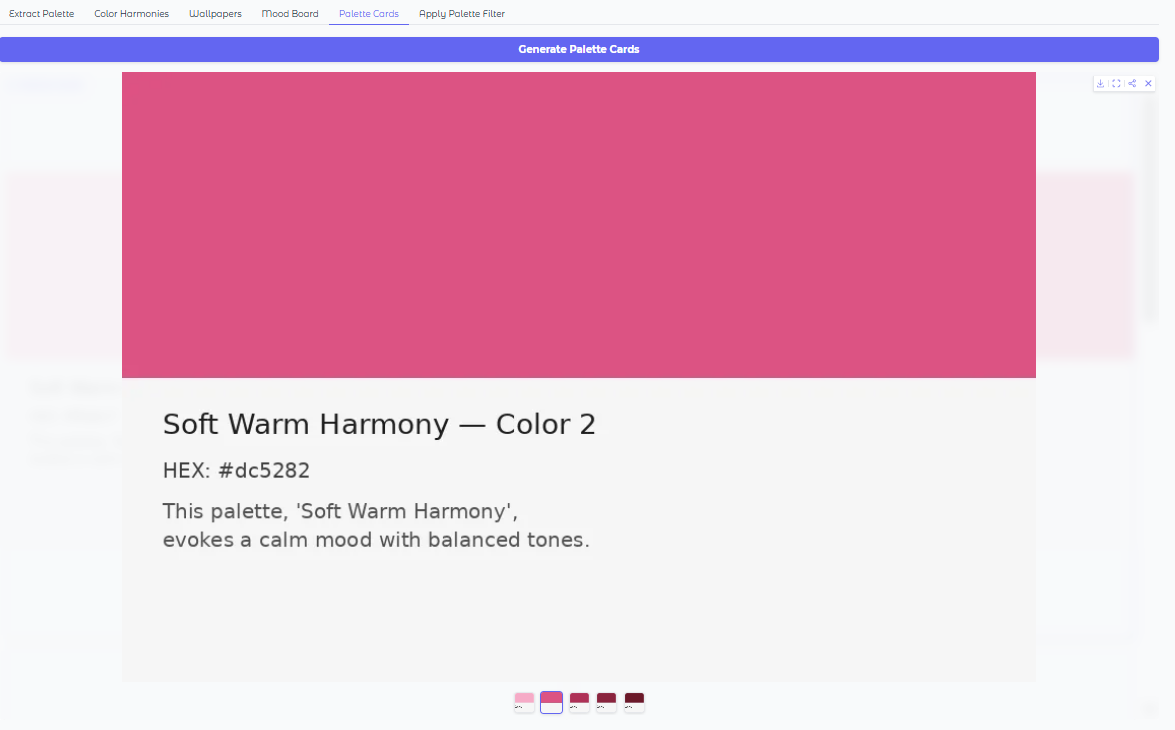 Extract Palette Color Harmonies Wallpapers Mood Board Palette Cards Apply Palette Filter
Generate Palette Cards
Soft Warm Harmony — Color 2
HEX: #dc5282
This palette, 'Soft Warm Harmony',
evokes a calm mood with balanced tones.